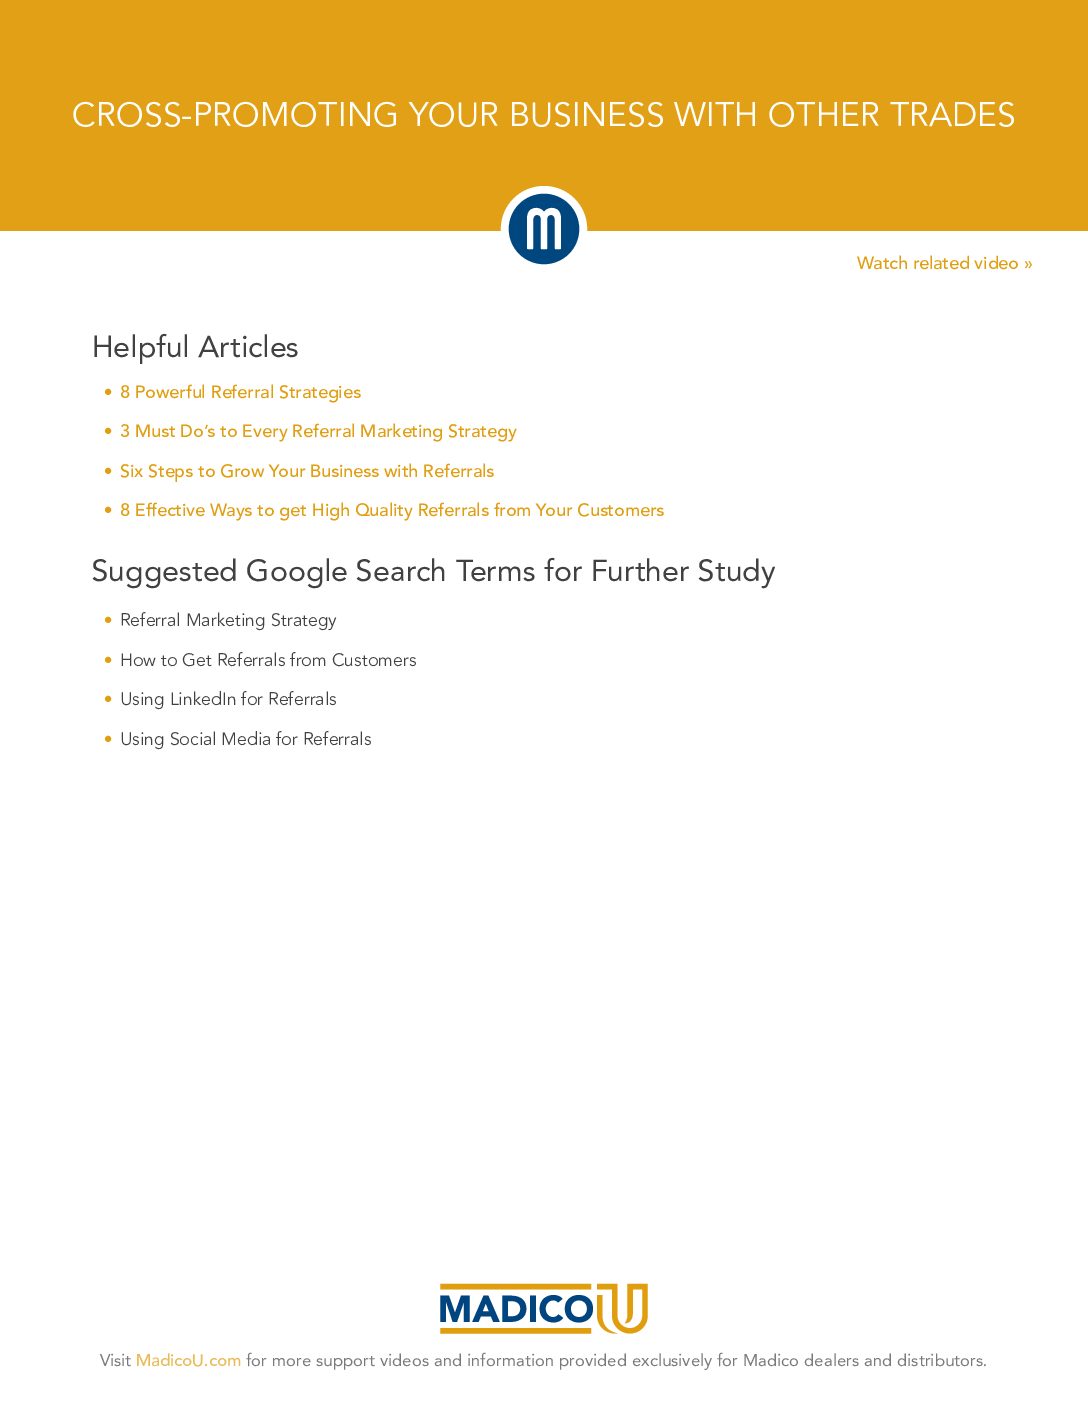 CROSS-PROMOTING YOUR BUSINESS WITH OTHER TRADES
m
Watch related video »
Helpful Articles
• 8 Powerful Referral Strategies
• 3 Must Do’s to Every Referral Marketing Strategy
• Six Steps to Grow Your Business with Referrals
• 8 Effective Ways to get High Quality Referrals from Your Customers
Suggested Google Search Terms for Further Study
• Referral Marketing Strategy
• How to Get Referrals from Customers
• Using LinkedIn for Referrals
• Using Social Media for Referrals
MADICO U
Visit MadicoU.com for more support videos and information provided exclusively for Madico dealers and distributors.